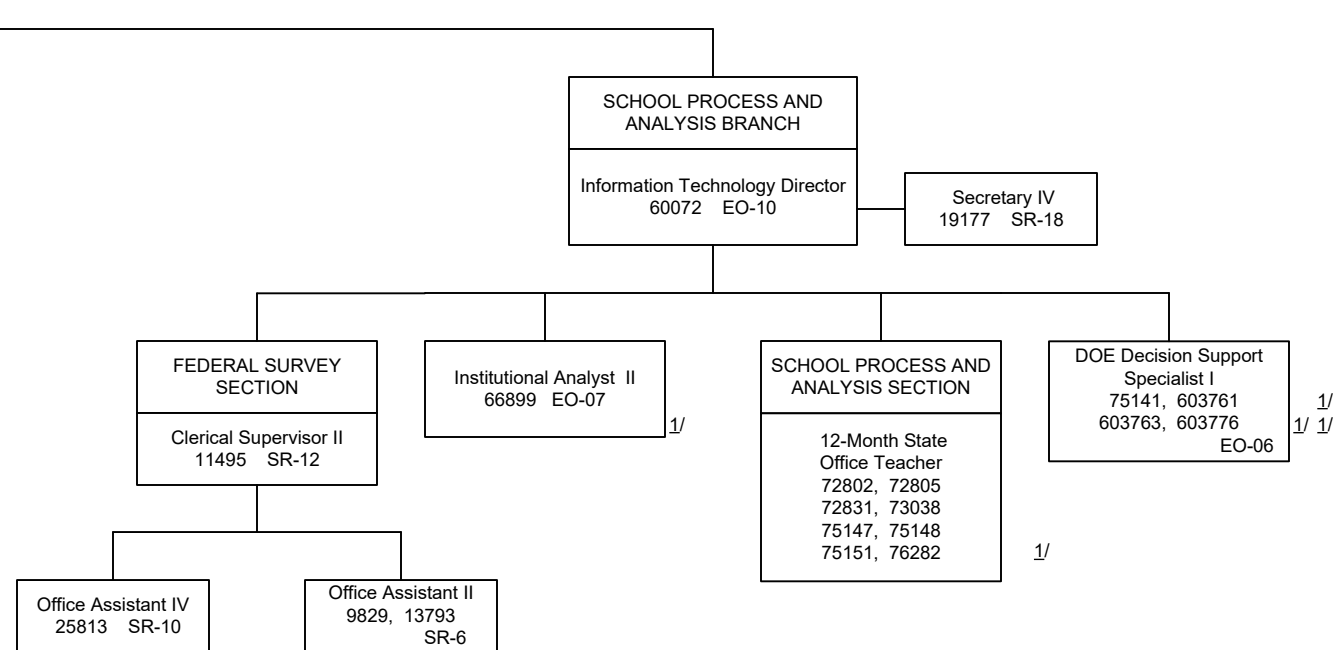 SCHOOL PROCESS AND
ANALYSIS BRANCH
Information Technology Director
60072 EO-10
Secretary IV
19177 SR-18
FEDERAL SURVEY
SECTION
Clerical Supervisor II
11495 SR-12
Institutional Analyst II
66899 EO-07
1/
SCHOOL PROCESS AND
ANALYSIS SECTION
12-Month State
Office Teacher
72802, 72805
72831, 73038
75147, 75148
75151, 76282 1/
DOE Decision Support
Specialist I
75141, 603761 1/
603763, 603776 1/ 1/
EO-06
Office Assistant IV
25813 SR-10
Office Assistant II
9829, 13793
SR-6